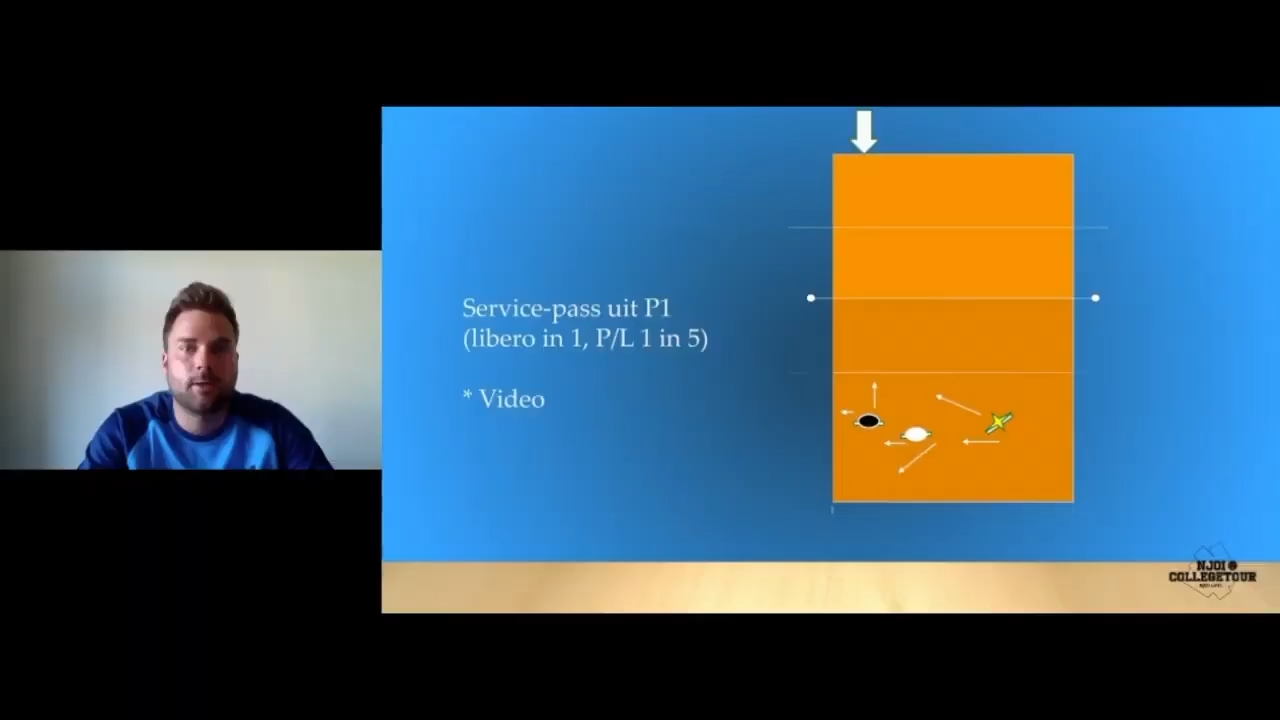 Service-pass uit P1
(libero in 1, P/L 1 in 5)
* Video
NJOI
COLLEGETOUR